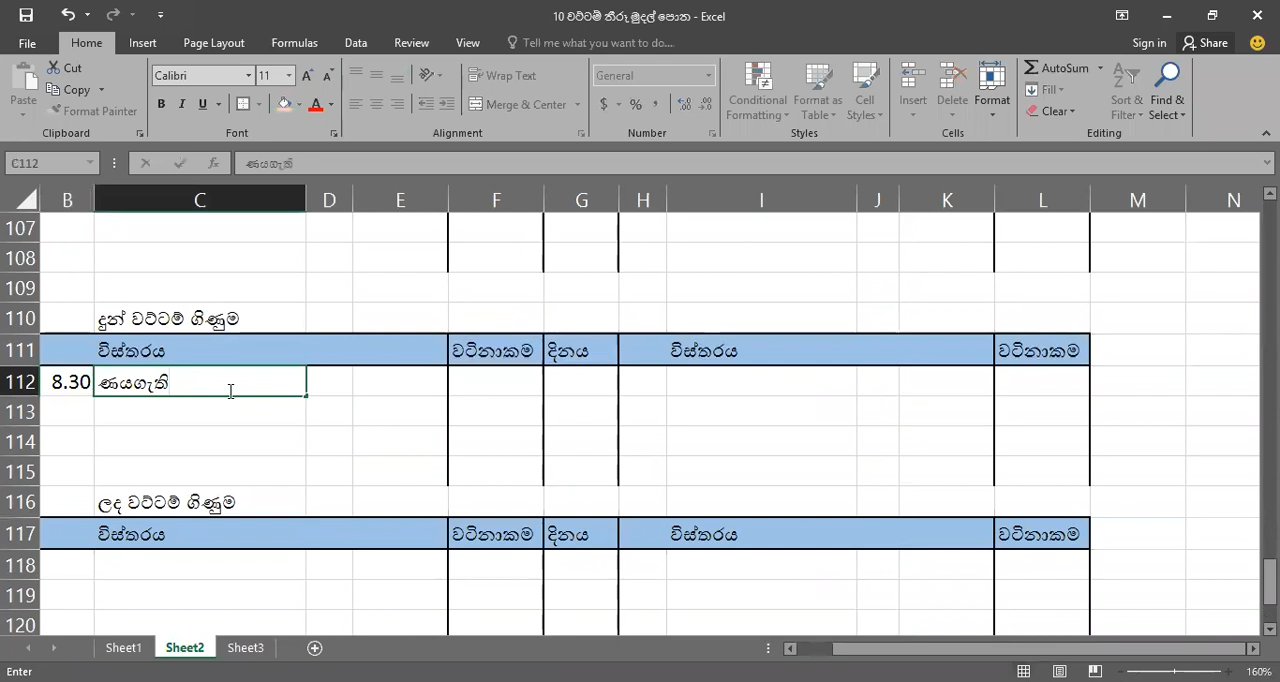 10 වට්ටම් තීරු මුදල් පොත - Excel
File Home Insert Page Layout Formulas Data Review View Tell me what you want to do.... Sign in Share
Cut
Copy
Format Painter
Paste
Calibri 11
B I U
Wrap Text
Merge & Center
General
$ % ,
Conditional Formatting
Format as Table
Cell Styles
Insert Delete Format
AutoSum
Fill
Clear
Sort & Filter
Find & Select
Clipboard Font Alignment Number Styles Cells Editing
C112 fx ණයගැති
B C D E F G H I J K L M N
107
108
109
110 දුන් වට්ටම් ගිණුම
111 විස්තරය වටිනාකම දිනය විස්තරය වටිනාකම
112 8.30 ණයගැති
113
114
115
116 ලද වට්ටම් ගිණුම
117 විස්තරය වටිනාකම දිනය විස්තරය වටිනාකම
118
119
120
Sheet1 Sheet2 Sheet3
Enter 160%